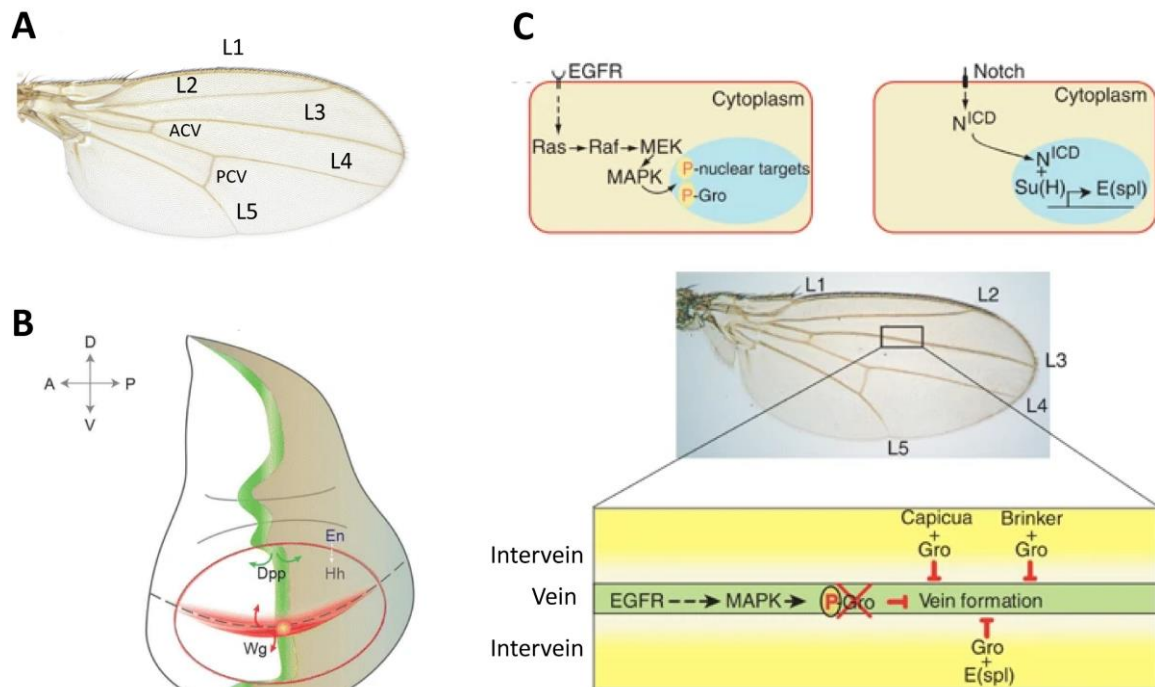 A
L1
L2
L3
ACV
L4
PCV
L5
B
D
A
P
V
En
Dpp
Hh
Wg
C
EGFR
Cytoplasm
Ras
Raf
MEK
MAPK
P-nuclear targets
P-Gro
Notch
Cytoplasm
N^ICD
N^ICD
+
Su(H)
E(spl)
L1
L2
L3
L4
L5
Intervein
Capicua
+
Gro
Brinker
+
Gro
Vein
EGFR
MAPK
P-Gro
Vein formation
Intervein
Gro
+
E(spl)